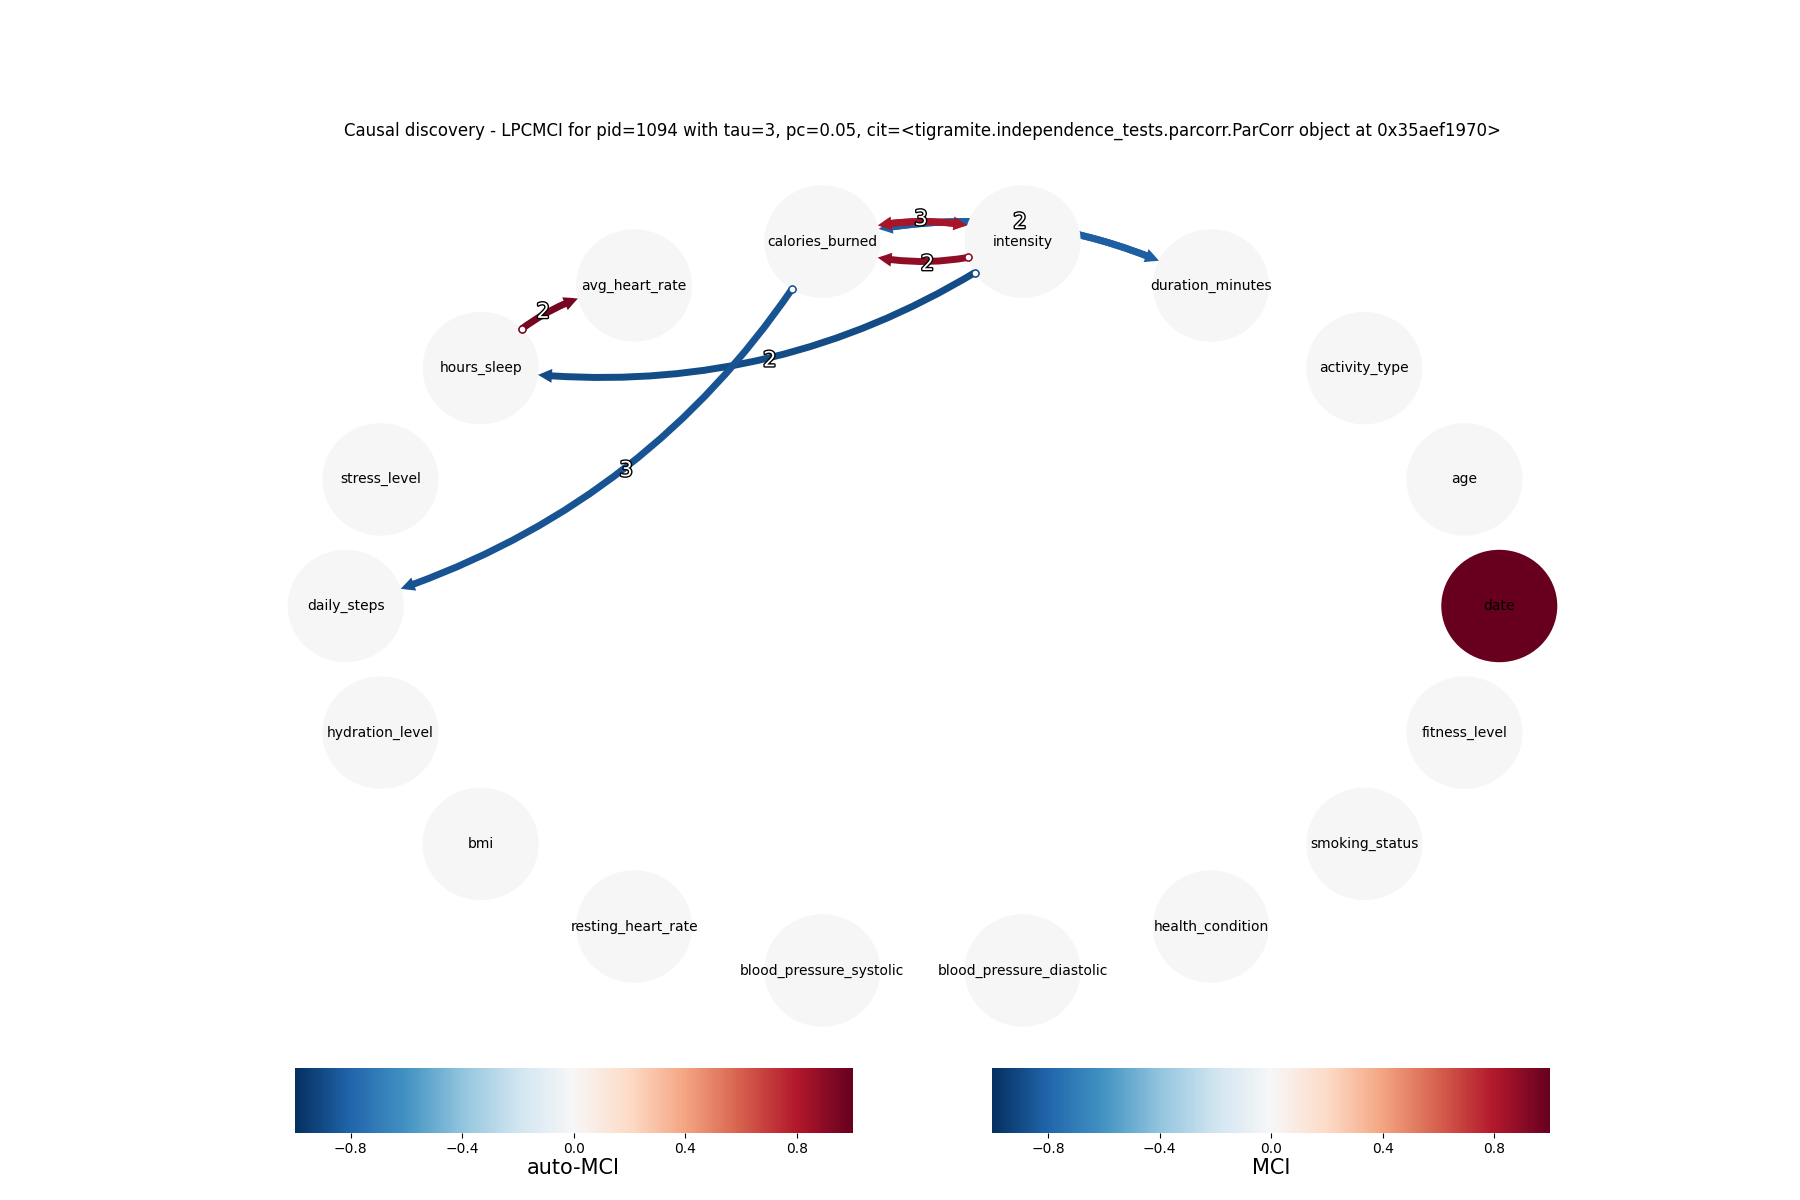 Causal discovery - LPCMCI for pid=1094 with tau=3, pc=0.05, cit=<tigramite.independence_tests.parcorr.ParCorr object at 0x35aef1970>
3
2
calories_burned
intensity
2
avg_heart_rate
duration_minutes
2
hours_sleep
2
activity_type
3
stress_level
age
daily_steps
date
hydration_level
fitness_level
bmi
smoking_status
resting_heart_rate
health_condition
blood_pressure_systolic
blood_pressure_diastolic
−0.8 −0.4 0.0 0.4 0.8
auto-MCI
−0.8 −0.4 0.0 0.4 0.8
MCI